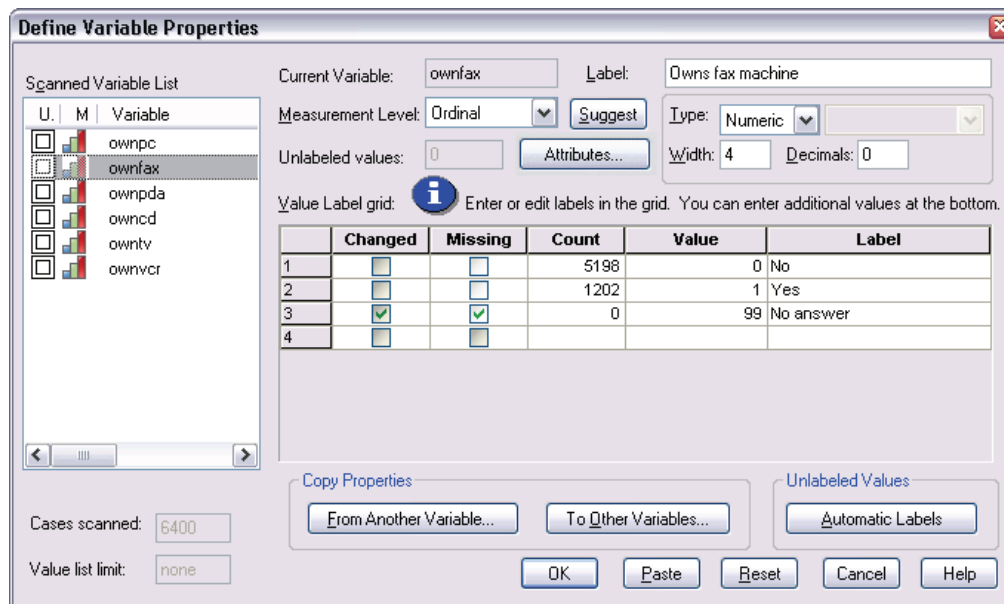 Define Variable Properties
Scanned Variable List
U. M Variable
ownpc
ownfax
ownpda
owncd
owntv
ownvcr
Cases scanned: 6400
Value list limit: none
Current Variable: ownfax Label: Owns fax machine
Measurement Level: Ordinal Suggest Type: Numeric
Unlabeled values: 0 Attributes... Width: 4 Decimals: 0
Value Label grid: i Enter or edit labels in the grid. You can enter additional values at the bottom.
Changed Missing Count Value Label
1 5198 0 No
2 1202 1 Yes
3 0 99 No answer
4
Copy Properties Unlabeled Values
From Another Variable... To Other Variables... Automatic Labels
OK Paste Reset Cancel Help